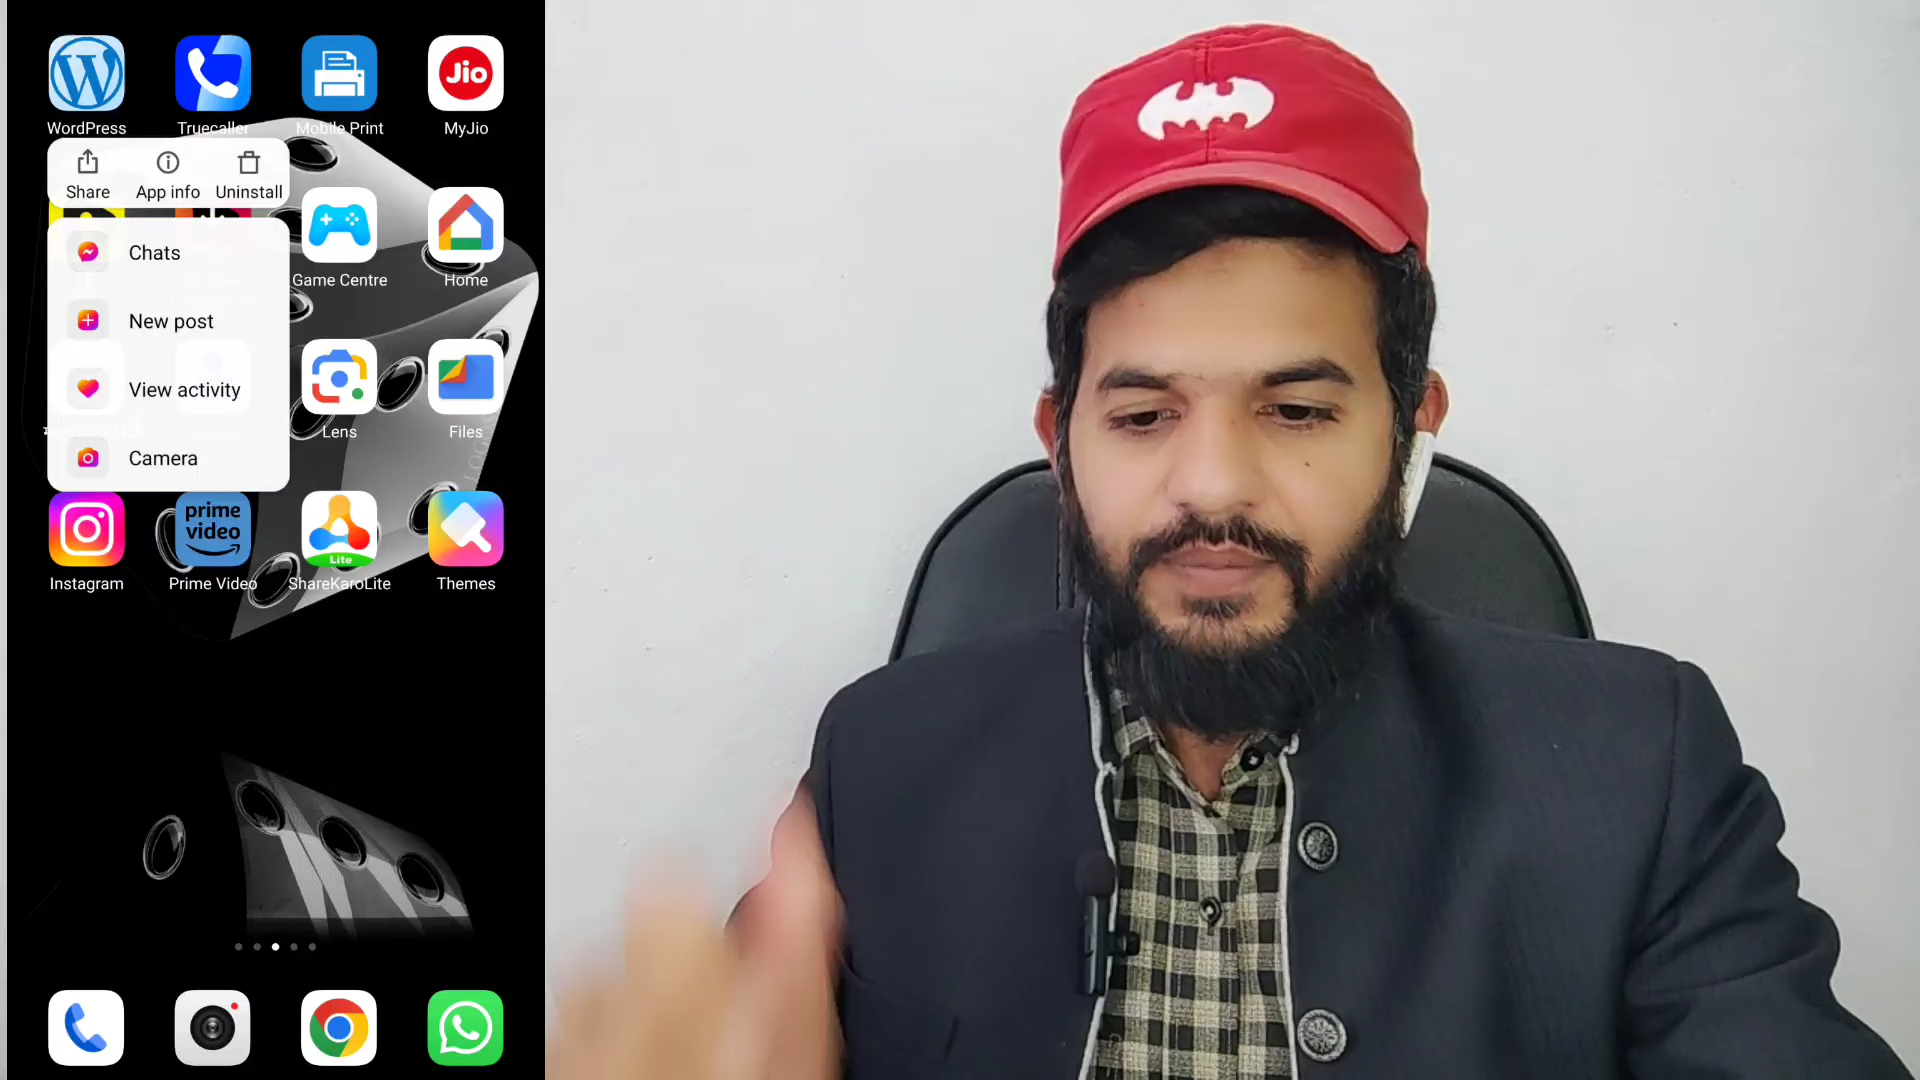 WordPress
Truecaller
Mobile Print
Jio
MyJio
Share
App info
Uninstall
Chats
Game Centre
Home
New post
View activity
Lens
Files
Camera
prime
video
Lite
Instagram
Prime Video
ShareKaroLite
Themes